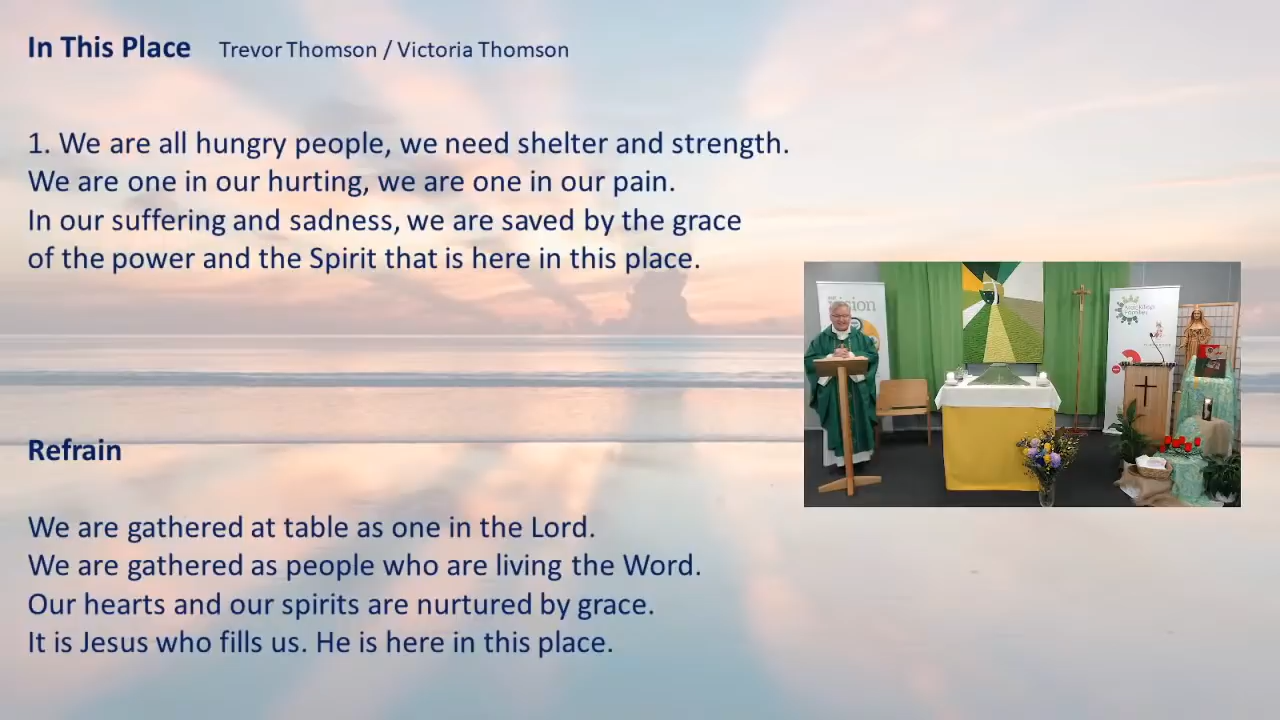 In This Place Trevor Thomson / Victoria Thomson
1. We are all hungry people, we need shelter and strength.
We are one in our hurting, we are one in our pain.
In our suffering and sadness, we are saved by the grace
of the power and the Spirit that is here in this place.
Refrain
We are gathered at table as one in the Lord.
We are gathered as people who are living the Word.
Our hearts and our spirits are nurtured by grace.
It is Jesus who fills us. He is here in this place.